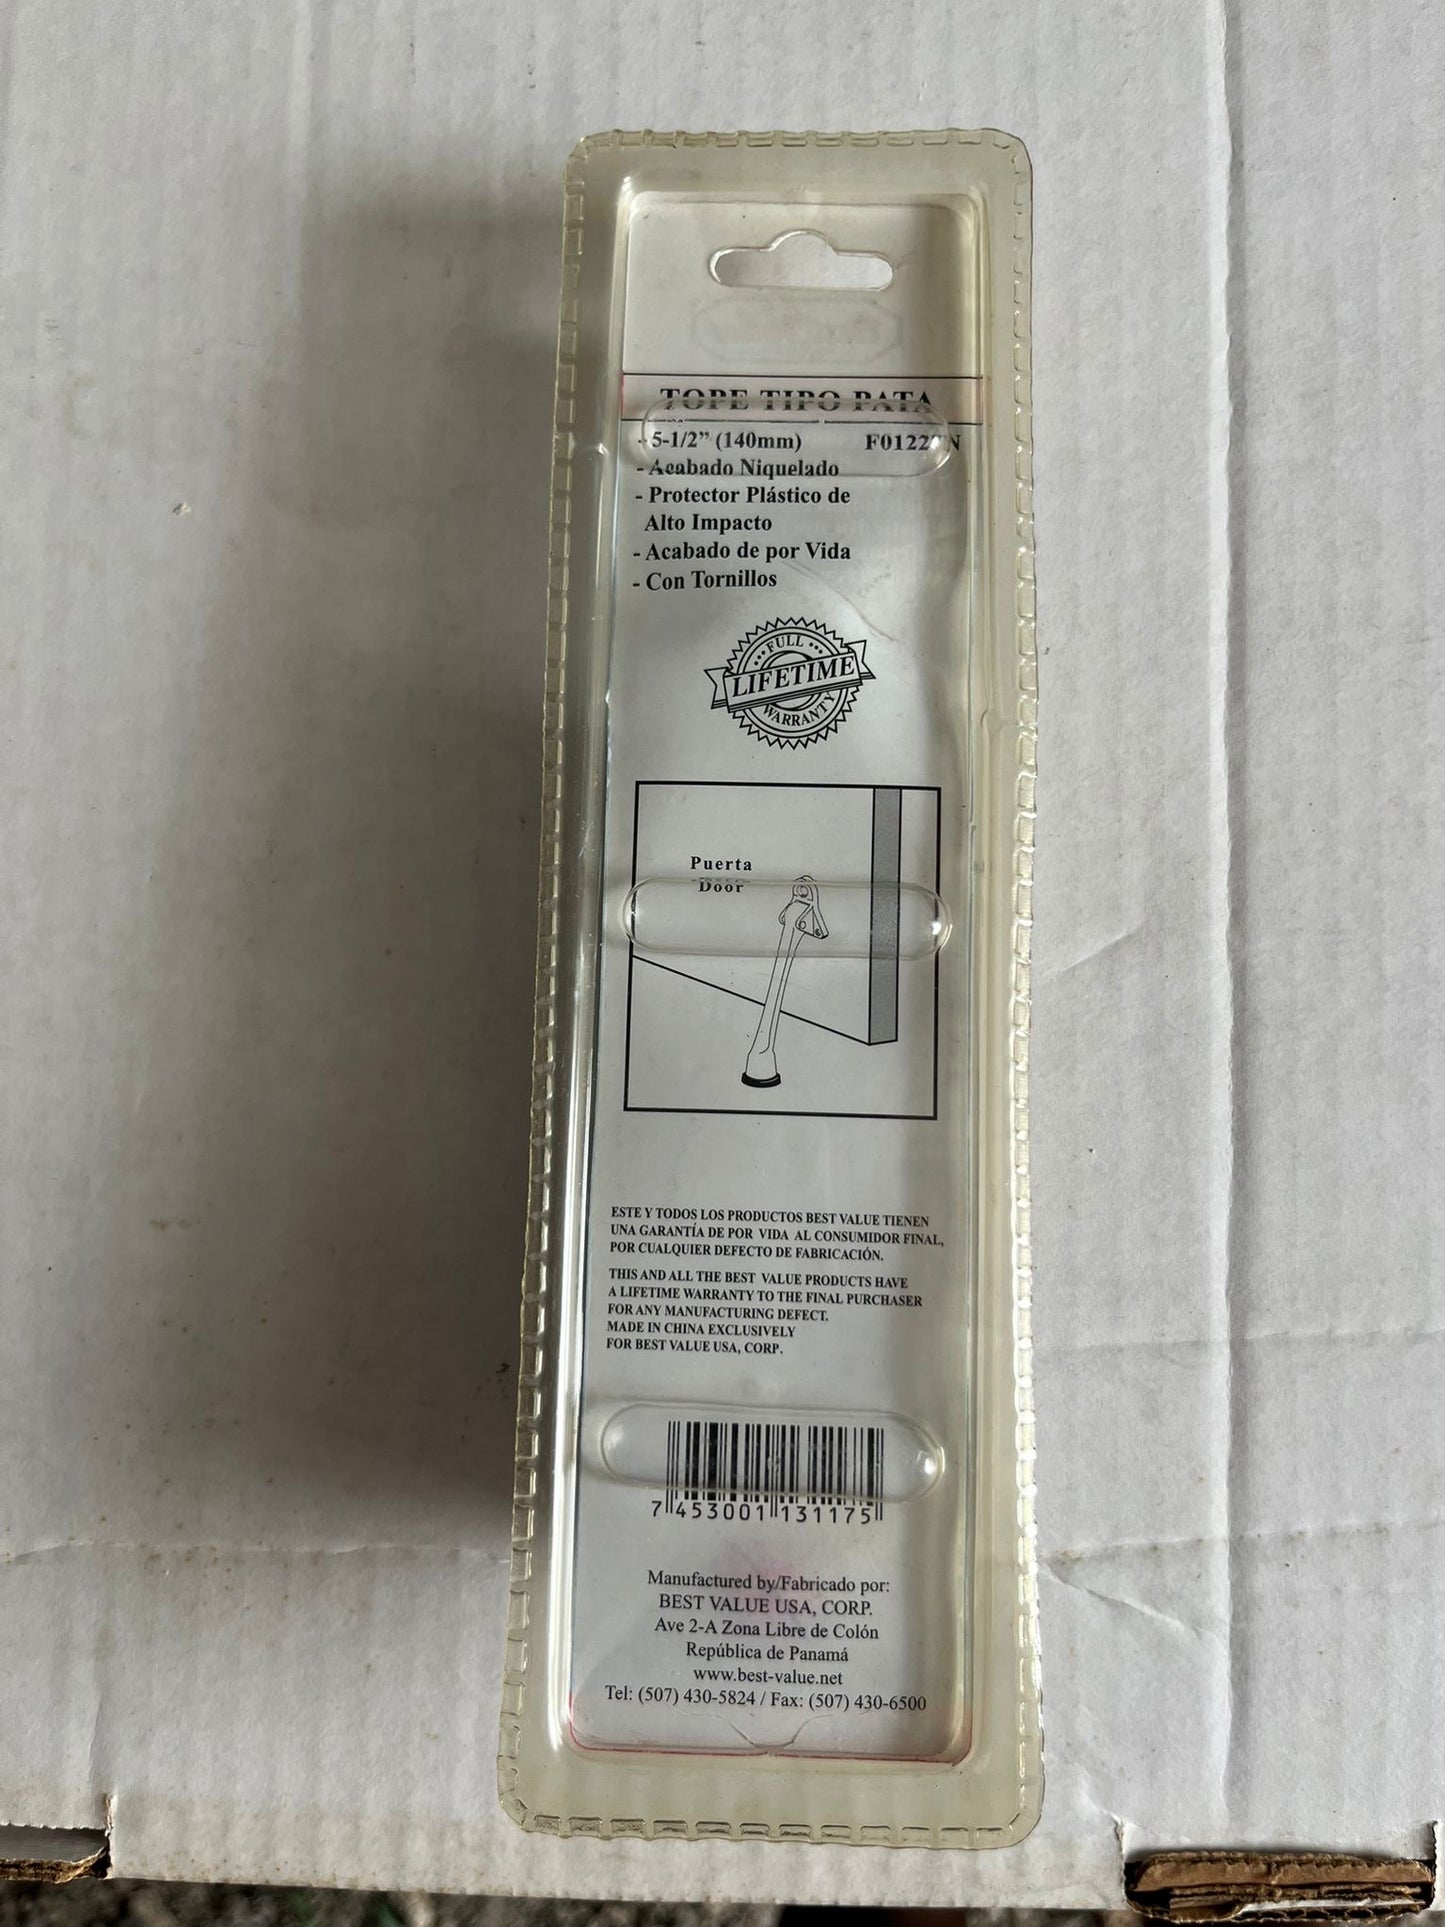 TOPE TIPO PATA
- 5-1/2” (140mm)
- Acabado Niquelado
- Protector Plástico de
Alto Impacto
- Acabado de por Vida
- Con Tornillos
FULL
LIFETIME
WARRANTY
Puerta
Door
ESTE Y TODOS LOS PRODUCTOS BEST VALUE TIENEN
UNA GARANTÍA DE POR VIDA AL CONSUMIDOR FINAL,
POR CUALQUIER DEFECTO DE FABRICACIÓN.
THIS AND ALL THE BEST VALUE PRODUCTS HAVE
A LIFETIME WARRANTY TO THE FINAL PURCHASER
FOR ANY MANUFACTURING DEFECT.
MADE IN CHINA EXCLUSIVELY
FOR BEST VALUE USA, CORP.
7 453001 131175
Manufactured by/Fabricado por:
BEST VALUE USA, CORP.
Ave 2-A Zona Libre de Colón
República de Panamá
www.best-value.net
Tel: (507) 430-5824 / Fax: (507) 430-6500